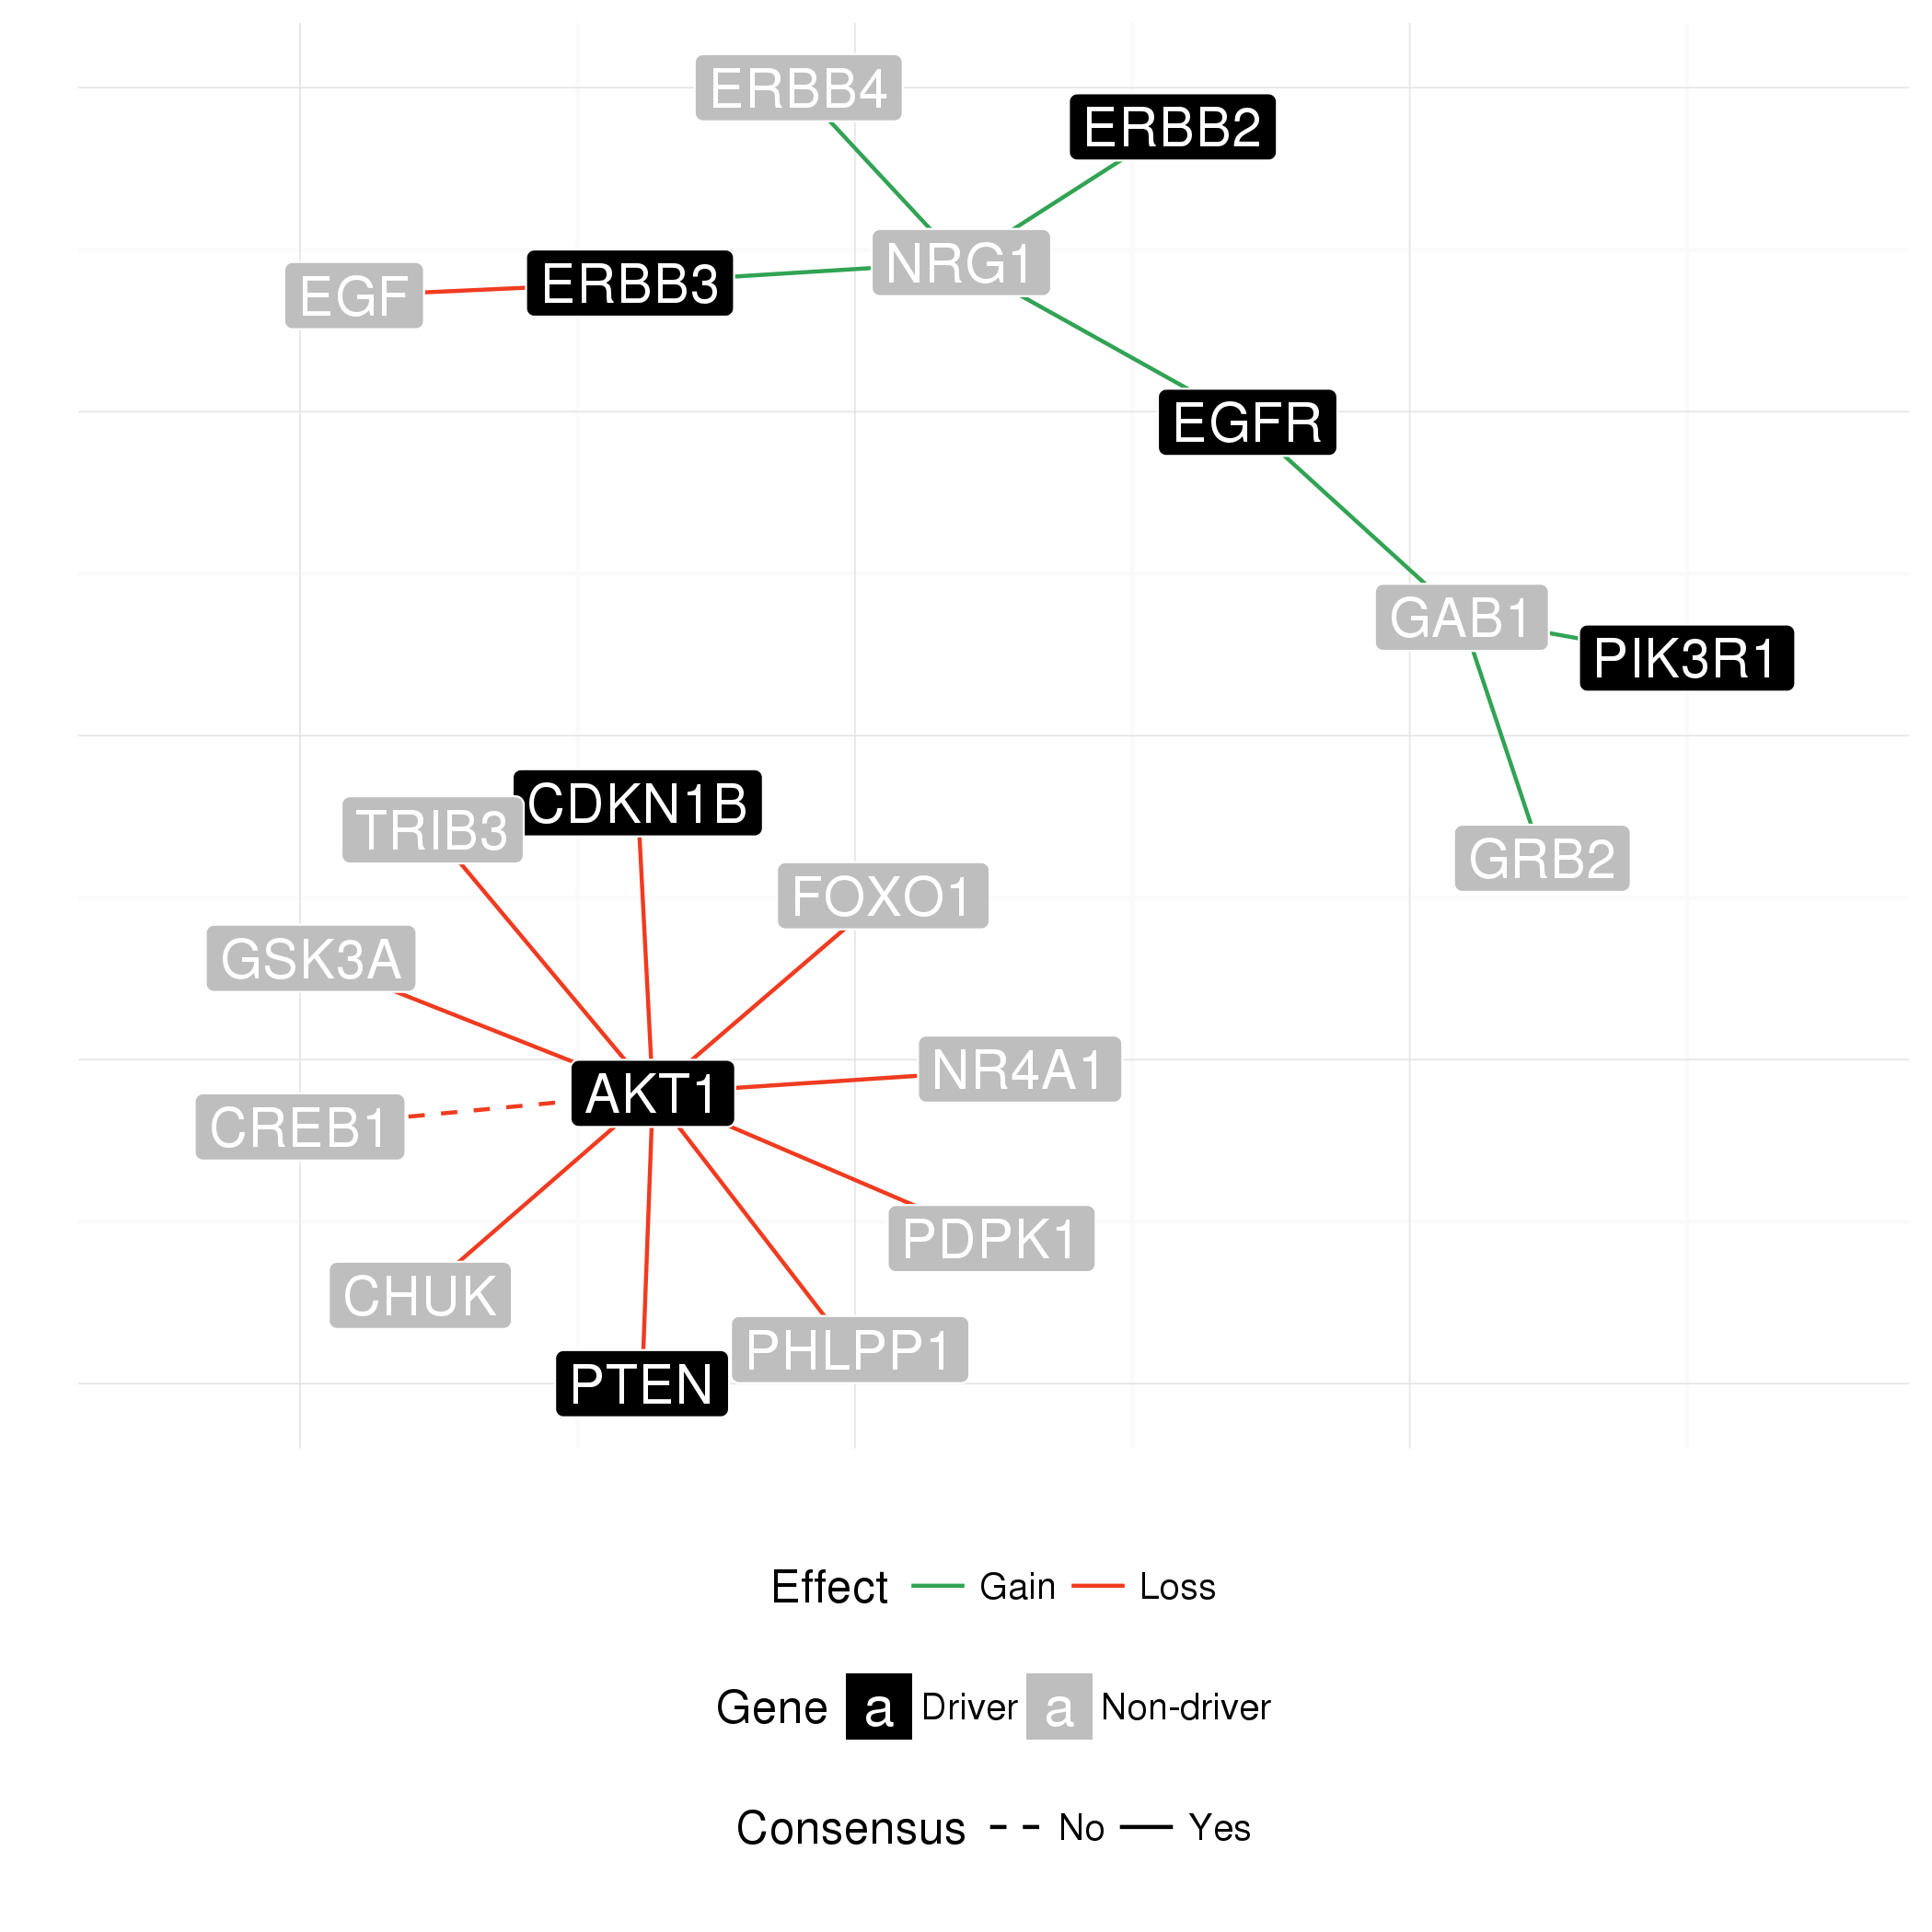 ERBB4
ERBB2
NRG1
ERBB3
EGF
EGFR
GAB1
PIK3R1
CDKN1B
TRIB3
GRB2
FOXO1
GSK3A
NR4A1
AKT1
CREB1
PDPK1
CHUK
PHLPP1
PTEN
Effect Gain Loss
Gene a Driver a Non-driver
Consensus No Yes